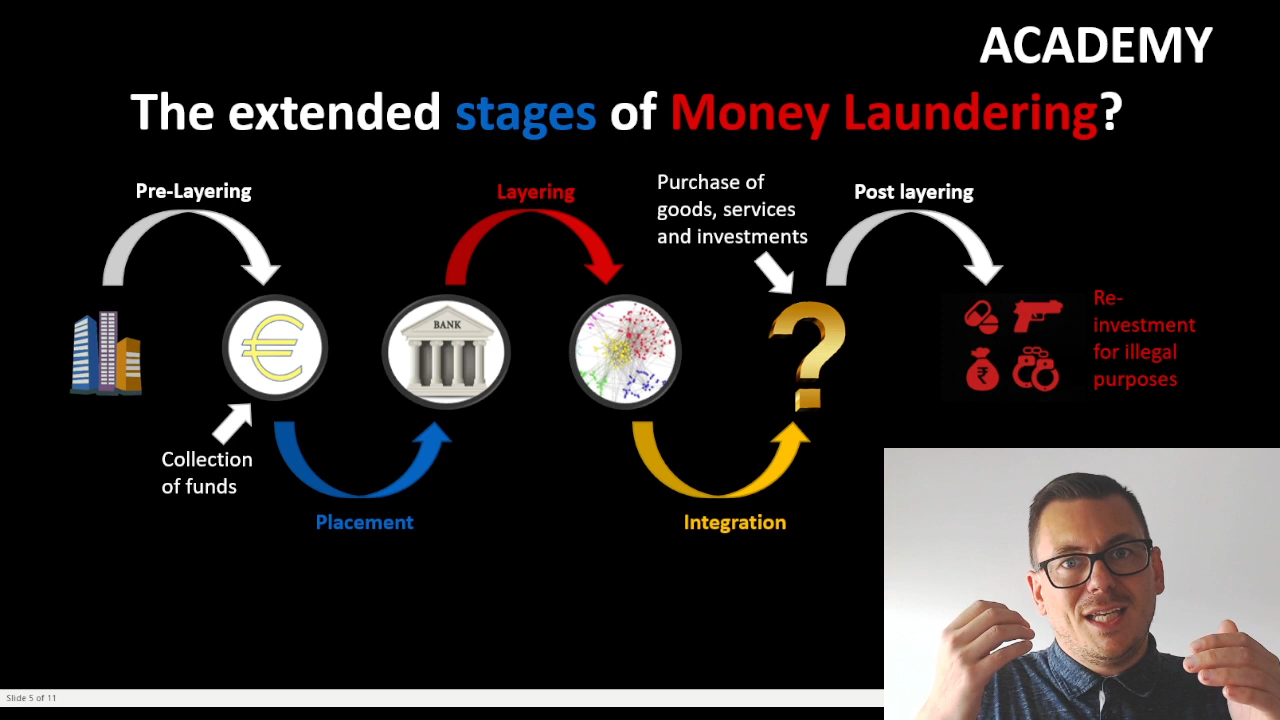 ACADEMY
The extended stages of Money Laundering?
Pre-Layering
Layering
Purchase of
goods, services
and investments
Post layering
BANK
Re-
investment
for illegal
purposes
₹
Collection
of funds
Placement
Integration
Slide 5 of 11